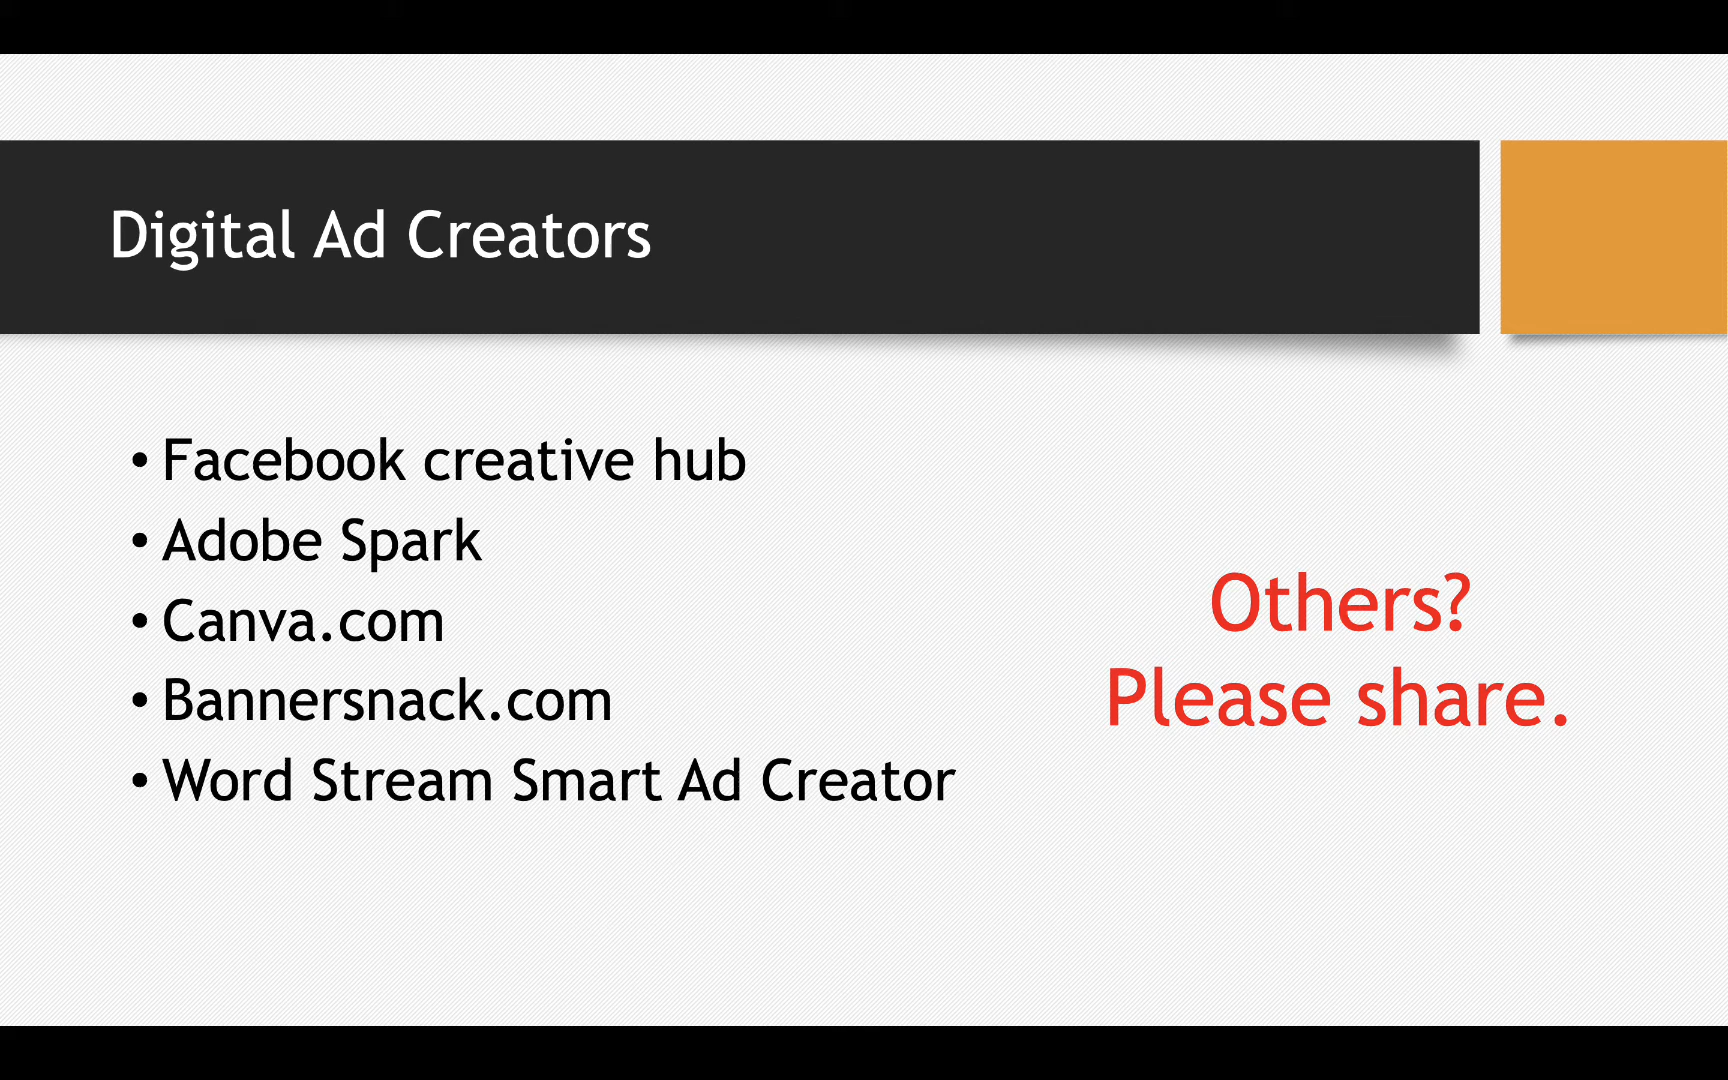 Digital Ad Creators
• Facebook creative hub
• Adobe Spark
• Canva.com
• Bannersnack.com
• Word Stream Smart Ad Creator
Others?
Please share.